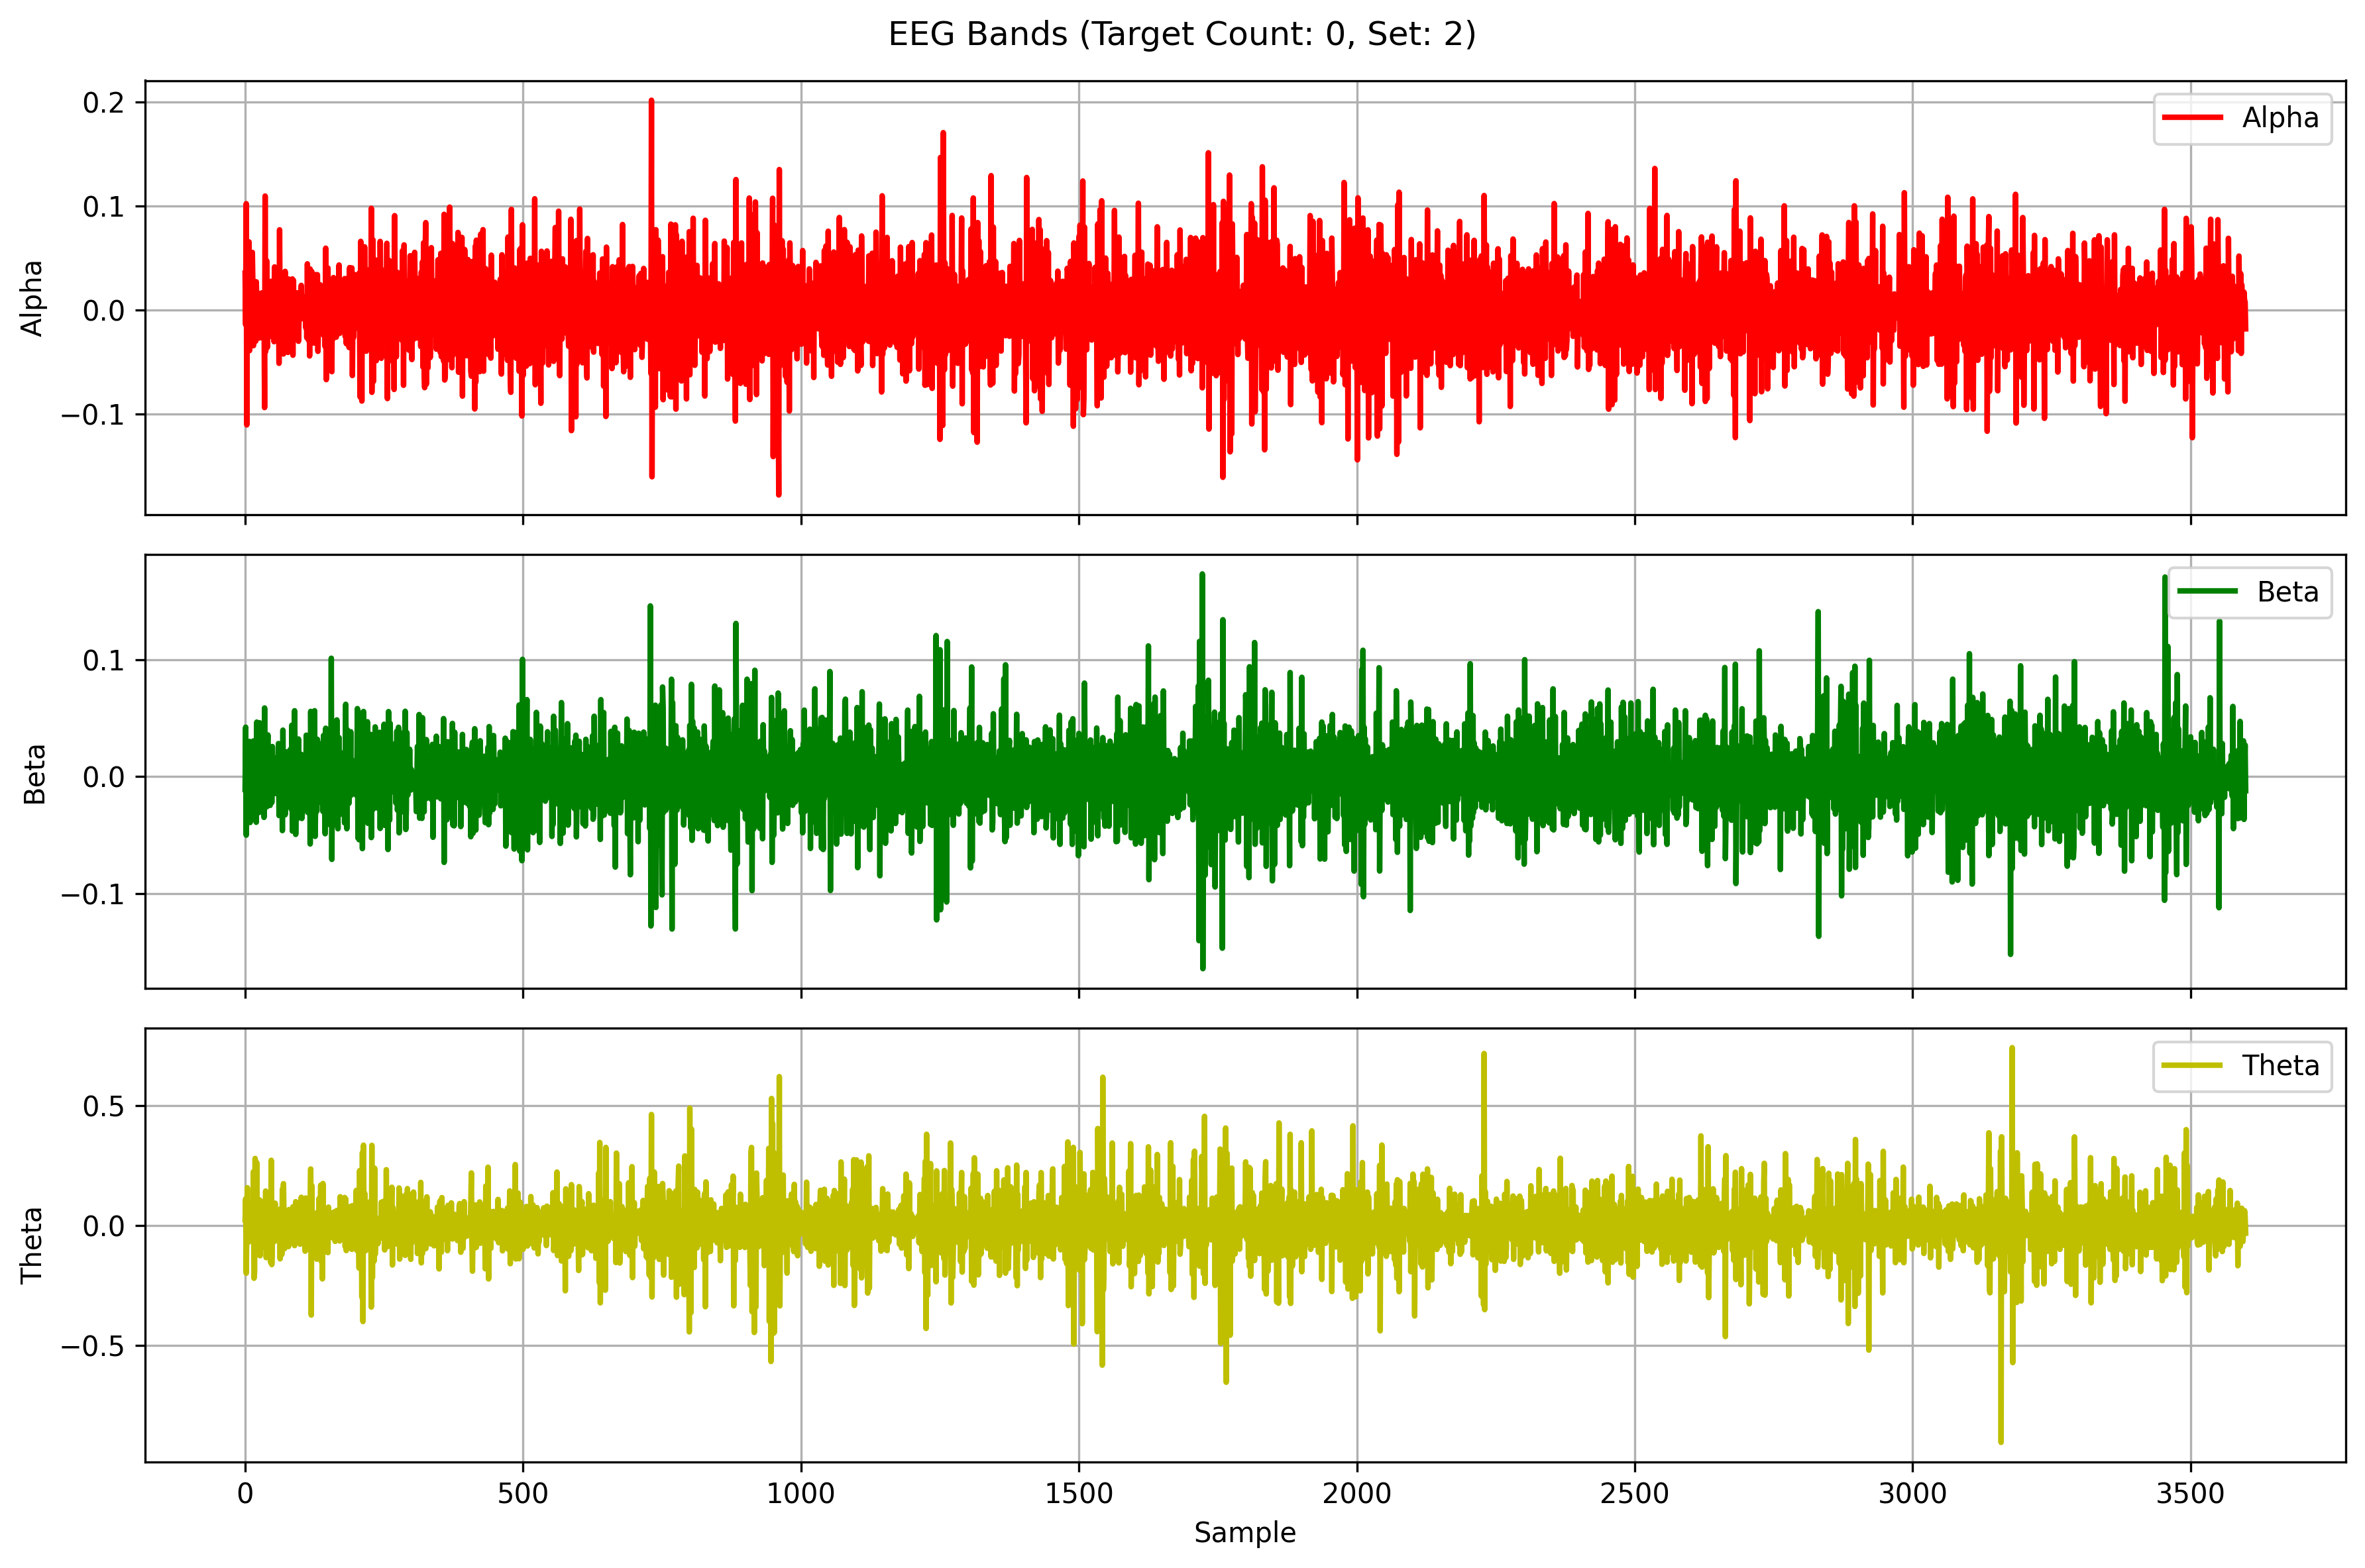 EEG Bands (Target Count: 0, Set: 2)
0.2
0.1
0.0
−0.1
Alpha
Alpha
0.1
0.0
−0.1
Beta
Beta
0.5
0.0
−0.5
Theta
Theta
0 500 1000 1500 2000 2500 3000 3500
Sample